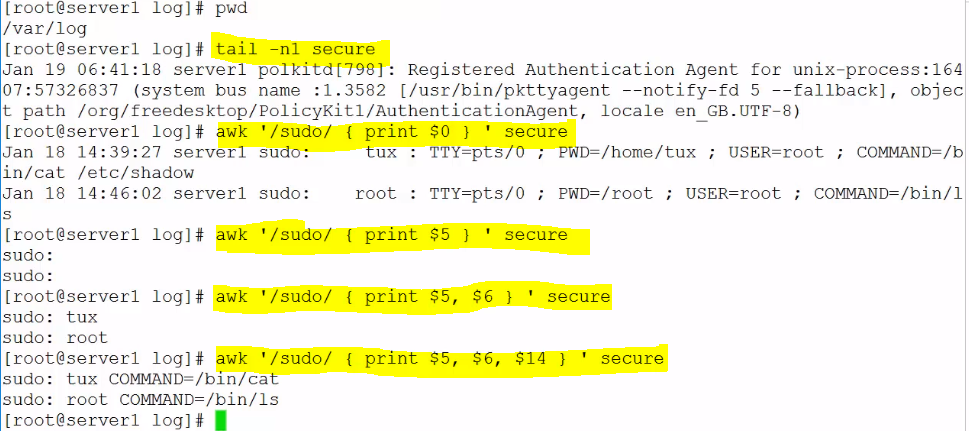 [root@server1 log]# pwd
/var/log
[root@server1 log]# tail -n1 secure
Jan 19 06:41:18 server1 polkitd[798]: Registered Authentication Agent for unix-process:164
07:57326837 (system bus name :1.3582 [/usr/bin/pkttyagent --notify-fd 5 --fallback], objec
t path /org/freedesktop/PolicyKit1/AuthenticationAgent, locale en_GB.UTF-8)
[root@server1 log]# awk '/sudo/ { print $0 } ' secure
Jan 18 14:39:27 server1 sudo:     tux : TTY=pts/0 ; PWD=/home/tux ; USER=root ; COMMAND=/b
in/cat /etc/shadow
Jan 18 14:46:02 server1 sudo:    root : TTY=pts/0 ; PWD=/root ; USER=root ; COMMAND=/bin/l
s
[root@server1 log]# awk '/sudo/ { print $5 } ' secure
sudo:
sudo:
[root@server1 log]# awk '/sudo/ { print $5, $6 } ' secure
sudo: tux
sudo: root
[root@server1 log]# awk '/sudo/ { print $5, $6, $14 } ' secure
sudo: tux COMMAND=/bin/cat
sudo: root COMMAND=/bin/ls
[root@server1 log]#